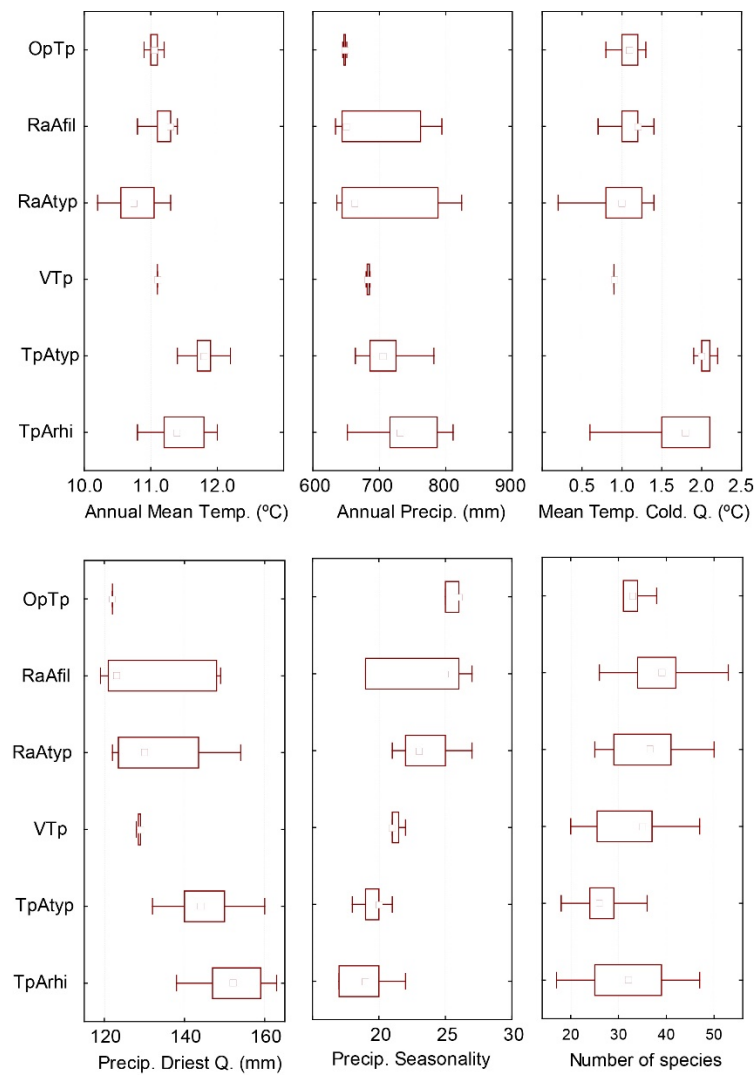 OpTp
RaAfil
RaAtyp
VTp
TpAtyp
TpArhi
10.0 11.0 12.0 600 700 800 900 0.5 1.0 1.5 2.0 2.5
Annual Mean Temp. (ºC) Annual Precip. (mm) Mean Temp. Cold. Q. (ºC)
OpTp
RaAfil
RaAtyp
VTp
TpAtyp
TpArhi
120 140 160 20 25 30 20 30 40 50
Precip. Driest Q. (mm) Precip. Seasonality Number of species